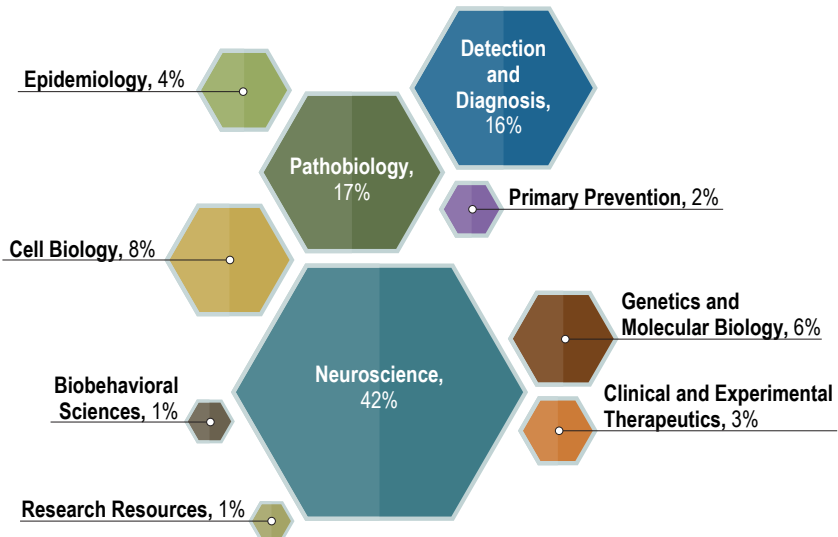 Detection
and
Diagnosis,
16%
Epidemiology, 4%
Pathobiology,
17%
Primary Prevention, 2%
Cell Biology, 8%
Genetics and
Molecular Biology, 6%
Neuroscience,
42%
Biobehavioral
Sciences, 1%
Clinical and Experimental
Therapeutics, 3%
Research Resources, 1%